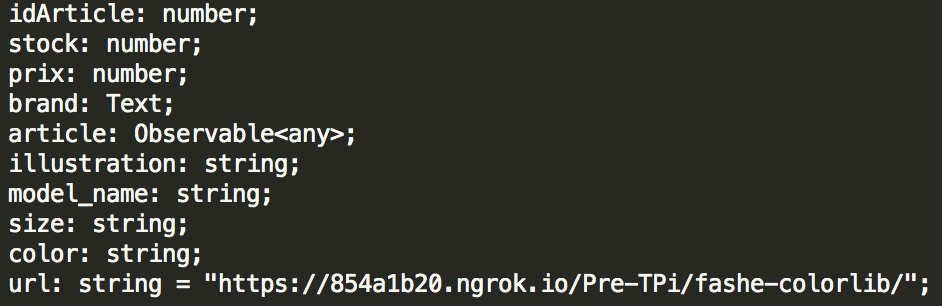 idArticle: number;
stock: number;
prix: number;
brand: Text;
article: Observable<any>;
illustration: string;
model_name: string;
size: string;
color: string;
url: string = "https://854a1b20.ngrok.io/Pre-TPi/fashe-colorlib/";